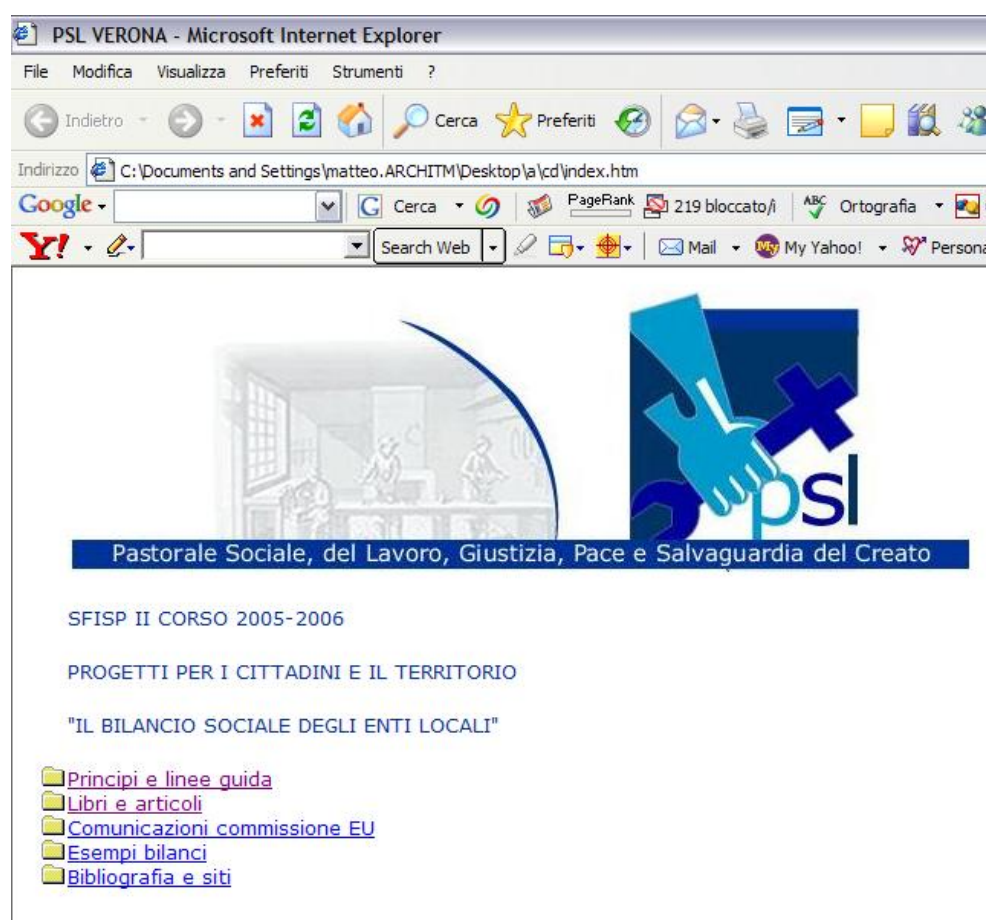 PSL VERONA - Microsoft Internet Explorer
File Modifica Visualizza Preferiti Strumenti ?
Indietro Cerca Preferiti
Indirizzo C:\Documents and Settings\matteo.ARCHITM\Desktop\a\cd\index.htm
Google Cerca PageRank 219 bloccato/i ABC Ortografia
Y! Search Web Mail My My Yahoo! Persona
psl
Pastorale Sociale, del Lavoro, Giustizia, Pace e Salvaguardia del Creato
SFISP II CORSO 2005-2006
PROGETTI PER I CITTADINI E IL TERRITORIO
"IL BILANCIO SOCIALE DEGLI ENTI LOCALI"
Principi e linee guida
Libri e articoli
Comunicazioni commissione EU
Esempi bilanci
Bibliografia e siti